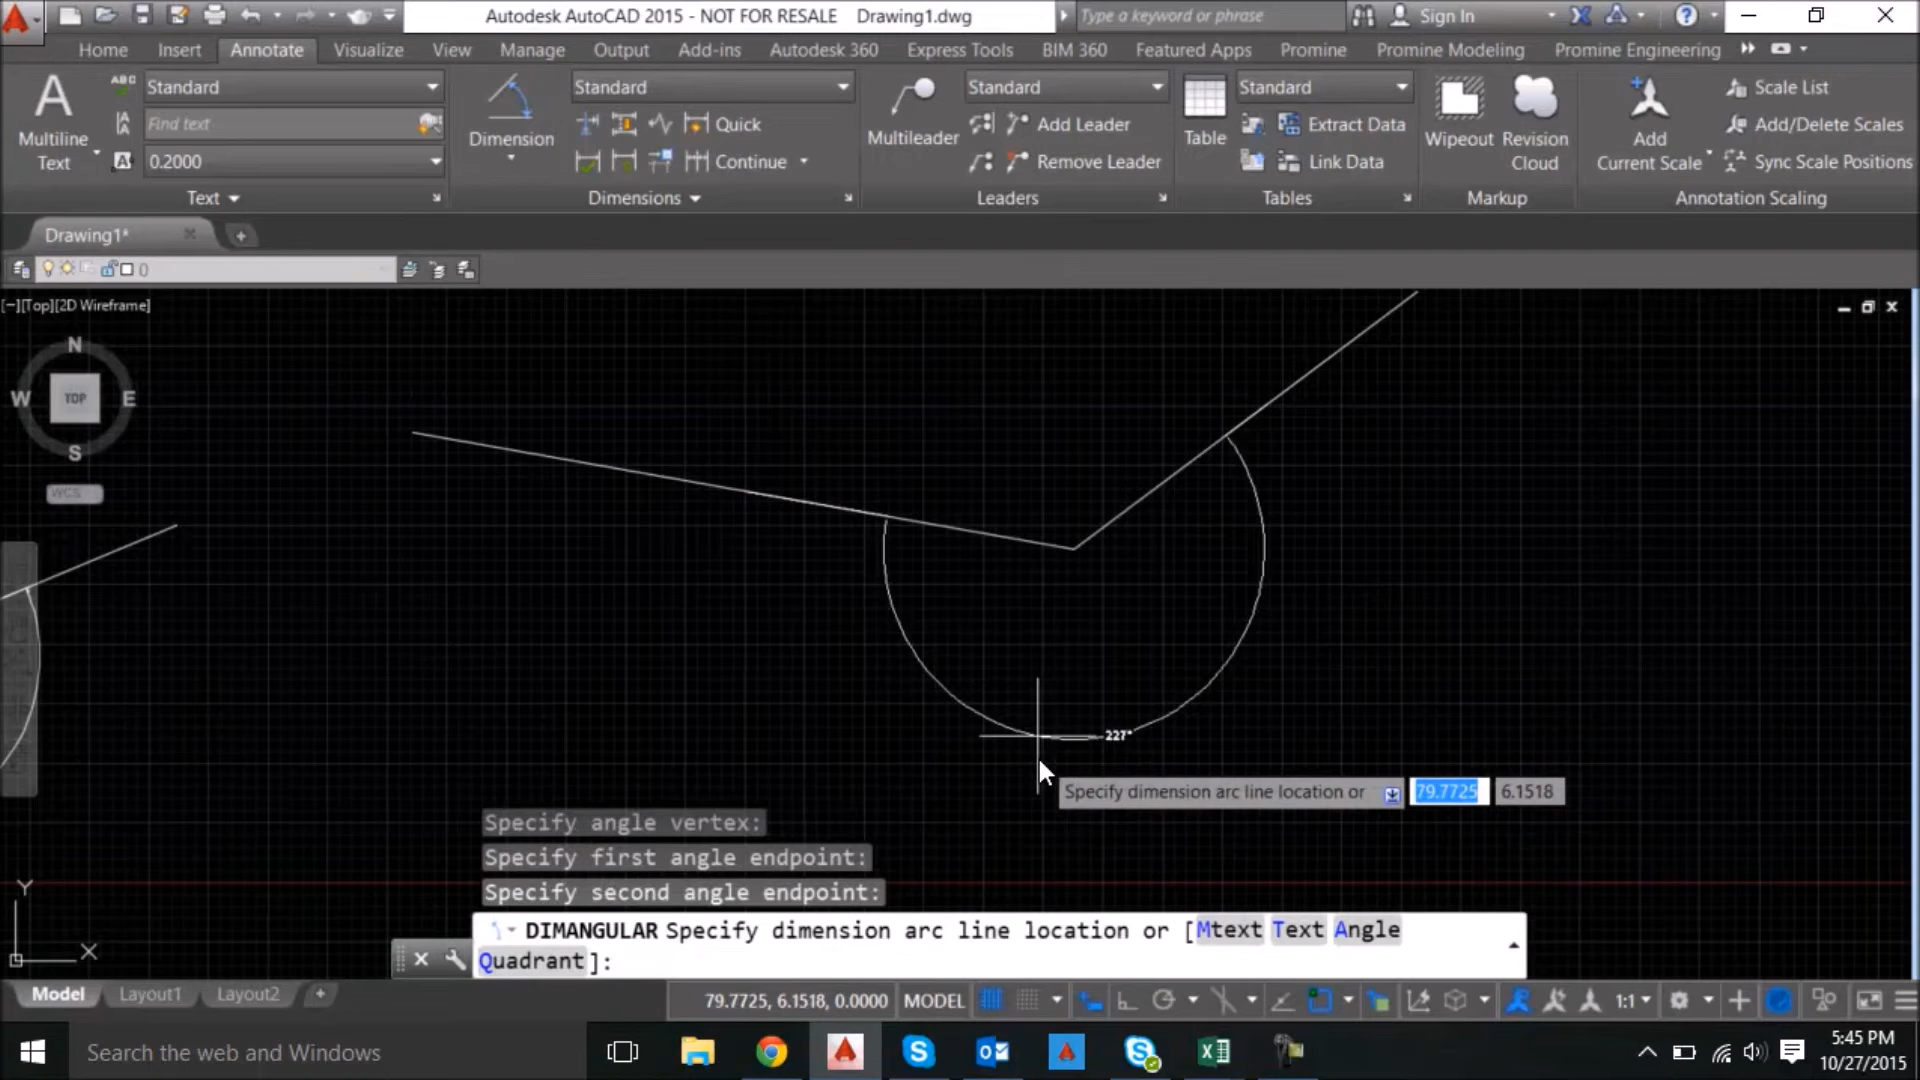 Autodesk AutoCAD 2015 - NOT FOR RESALE Drawing1.dwg
Type a keyword or phrase
Sign In
Home Insert Annotate Visualize View Manage Output Add-ins Autodesk 360 Express Tools BIM 360 Featured Apps Promine Promine Modeling Promine Engineering
A
Multiline
Text
ABC
Standard
Find text
0.2000
Text
Dimension
Standard
Quick
Continue
Dimensions
Multileader
Standard
Add Leader
Remove Leader
Leaders
Table
Standard
Extract Data
Link Data
Tables
Wipeout
Revision
Cloud
Markup
Add
Current Scale
Scale List
Add/Delete Scales
Sync Scale Positions
Annotation Scaling
Drawing1*
0
[−][Top][2D Wireframe]
N
W TOP E
S
WCS
227°
Specify dimension arc line location or 79.7725 6.1518
Specify angle vertex:
Specify first angle endpoint:
Specify second angle endpoint:
DIMANGULAR Specify dimension arc line location or [Mtext Text Angle
Quadrant]:
Y
X
Model Layout1 Layout2 +
79.7725, 6.1518, 0.0000 MODEL 1:1
Search the web and Windows
5:45 PM
10/27/2015